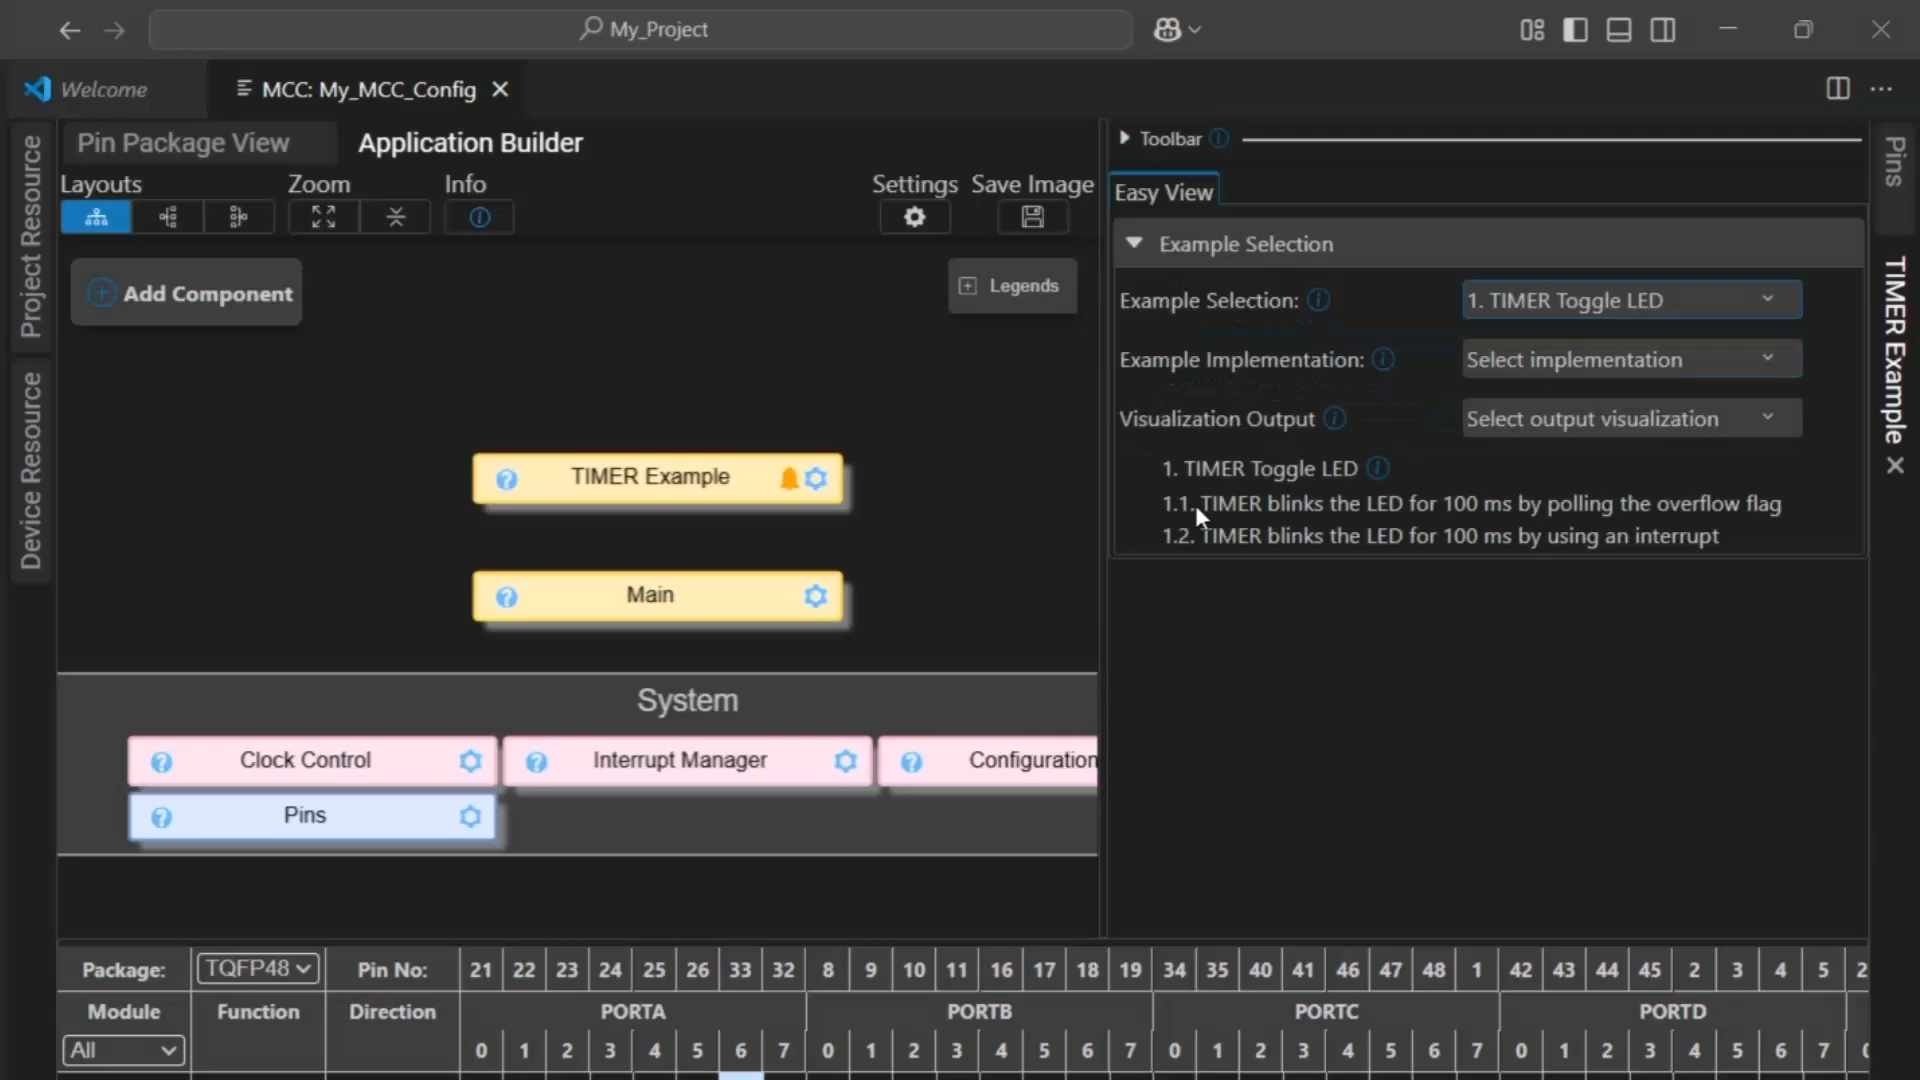 My_Project
Welcome
MCC: My_MCC_Config
Project Resource
Device Resource
Pin Package View
Application Builder
Layouts
Zoom
Info
Settings
Save Image
Add Component
Legends
TIMER Example
Main
System
Clock Control
Interrupt Manager
Configuration
Pins
Toolbar
Easy View
Example Selection
Example Selection: 1. TIMER Toggle LED
Example Implementation: Select implementation
Visualization Output Select output visualization
1. TIMER Toggle LED
1.1. TIMER blinks the LED for 100 ms by polling the overflow flag
1.2. TIMER blinks the LED for 100 ms by using an interrupt
Pins
TIMER Example
Package: TQFP48 Pin No: 21 22 23 24 25 26 33 32 8 9 10 11 16 17 18 19 34 35 40 41 46 47 48 1 42 43 44 45 2 3 4 5 2
Module Function Direction PORTA PORTB PORTC PORTD
All 0 1 2 3 4 5 6 7 0 1 2 3 4 5 6 7 0 1 2 3 4 5 6 7 0 1 2 3 4 5 6 7